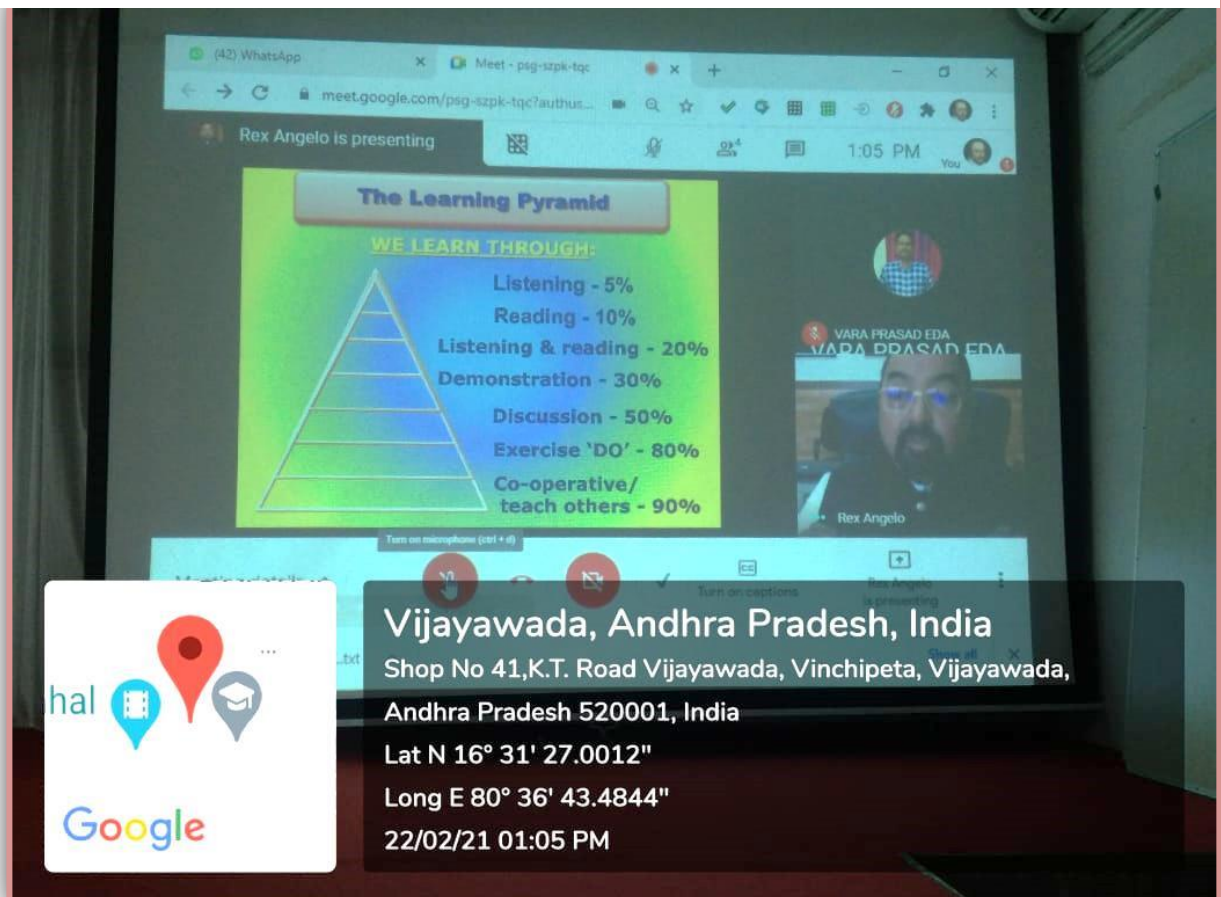 (42) WhatsApp
Meet - psg-szpk-tqc
meet.google.com/psg-szpk-tqc?authus...
Rex Angelo is presenting
4
1:05 PM
You
The Learning Pyramid
WE LEARN THROUGH:
Listening - 5%
Reading - 10%
Listening & reading - 20%
Demonstration - 30%
Discussion - 50%
Exercise 'DO' - 80%
Co-operative/
teach others - 90%
VARA PRASAD EDA
VARA PRASAD EDA
Rex Angelo
Turn on microphone (ctrl + d)
Turn on captions
Rex Angelo
is presenting
.txt
Show all
hal
Google
Vijayawada, Andhra Pradesh, India
Shop No 41,K.T. Road Vijayawada, Vinchipeta, Vijayawada,
Andhra Pradesh 520001, India
Lat N 16° 31' 27.0012"
Long E 80° 36' 43.4844"
22/02/21 01:05 PM